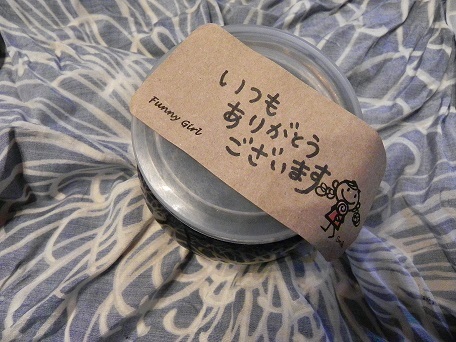 いつも
ありがとう
ございます
Funny Girl